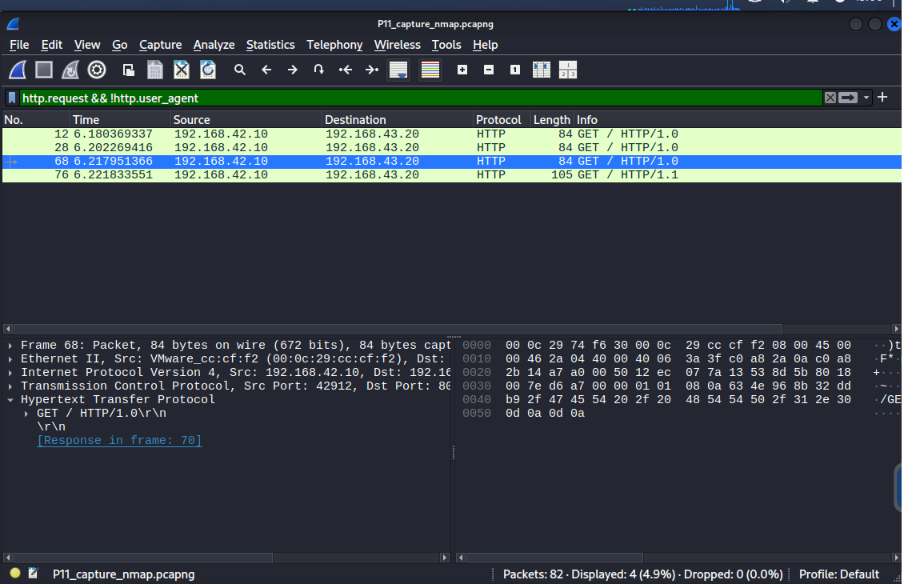 P11_capture_nmap.pcapng
File Edit View Go Capture Analyze Statistics Telephony Wireless Tools Help
http.request && !http.user_agent
No. Time Source Destination Protocol Length Info
12 6.180369337 192.168.42.10 192.168.43.20 HTTP 84 GET / HTTP/1.0
28 6.202269416 192.168.42.10 192.168.43.20 HTTP 84 GET / HTTP/1.0
68 6.217951366 192.168.42.10 192.168.43.20 HTTP 84 GET / HTTP/1.0
76 6.221833551 192.168.42.10 192.168.43.20 HTTP 105 GET / HTTP/1.1
Frame 68: Packet, 84 bytes on wire (672 bits), 84 bytes capt
Ethernet II, Src: VMware_cc:cf:f2 (00:0c:29:cc:cf:f2), Dst:
Internet Protocol Version 4, Src: 192.168.42.10, Dst: 192.16
Transmission Control Protocol, Src Port: 42912, Dst Port: 80
Hypertext Transfer Protocol
GET / HTTP/1.0\r\n
\r\n
[Response in frame: 70]
0000 00 0c 29 74 f6 30 00 0c 29 cc cf f2 08 00 45 00 ··)t
0010 00 46 2a 04 40 00 40 06 3a 3f c0 a8 2a 0a c0 a8 ·F*·
0020 2b 14 a7 a0 00 50 12 ec 07 7a 13 53 8d 5b 80 18 +···
0030 00 7e d6 a7 00 00 01 01 08 0a 63 4e 96 8b 32 dd ·~··
0040 b9 2f 47 45 54 20 2f 20 48 54 54 50 2f 31 2e 30 ·/GE
0050 0d 0a 0d 0a ····
P11_capture_nmap.pcapng
Packets: 82 · Displayed: 4 (4.9%) · Dropped: 0 (0.0%)
Profile: Default